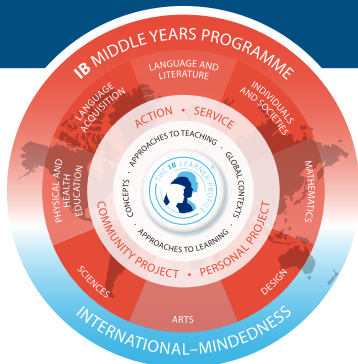 IB MIDDLE YEARS PROGRAMME
LANGUAGE AND
LITERATURE
LANGUAGE
ACQUISITION
INDIVIDUALS
AND SOCIETIES
PHYSICAL AND
HEALTH
EDUCATION
MATHEMATICS
SCIENCES
DESIGN
ARTS
ACTION • SERVICE
COMMUNITY PROJECT • PERSONAL PROJECT
APPROACHES TO TEACHING · GLOBAL CONTEXTS · APPROACHES TO LEARNING · CONCEPTS ·
THE IB LEARNER PROFILE
INTERNATIONAL–MINDEDNESS